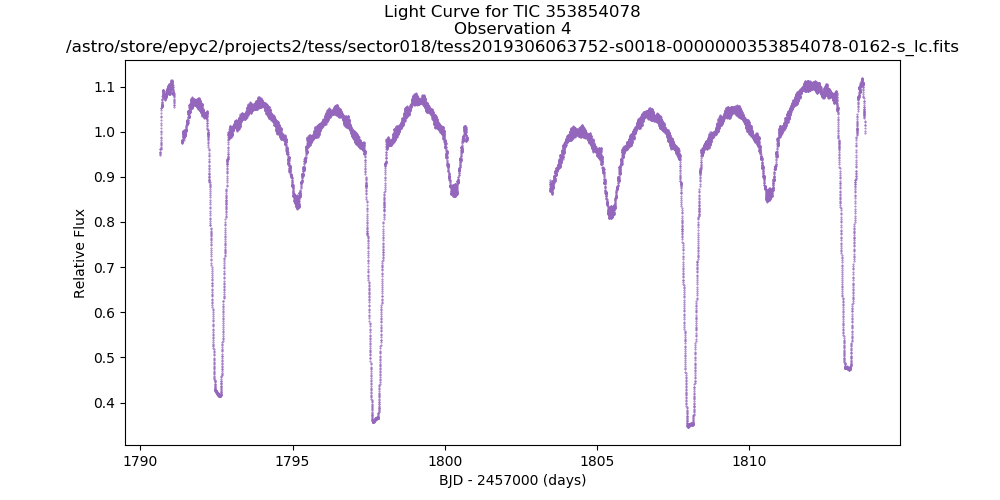 Light Curve for TIC 353854078
Observation 4
/astro/store/epyc2/projects2/tess/sector018/tess2019306063752-s0018-0000000353854078-0162-s_lc.fits
1.1
1.0
0.9
0.8
0.7
0.6
0.5
0.4
Relative Flux
1790
1795
1800
1805
1810
BJD - 2457000 (days)